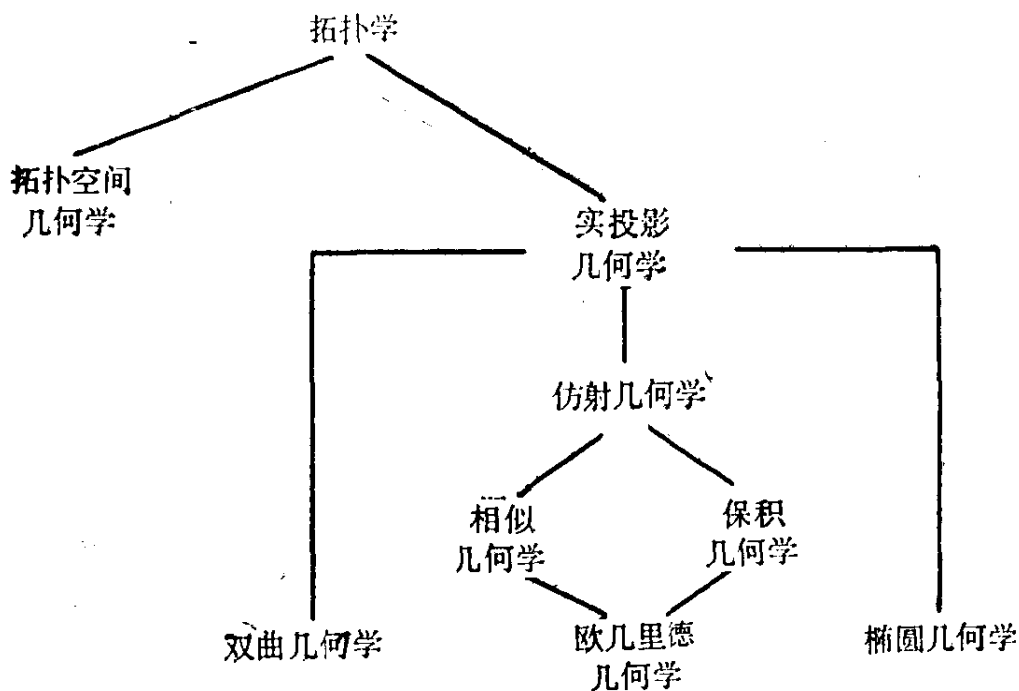 拓扑学
拓扑空间
几何学
实投影
几何学
仿射几何学
相似
几何学
保积
几何学
双曲几何学
欧几里德
几何学
椭圆几何学